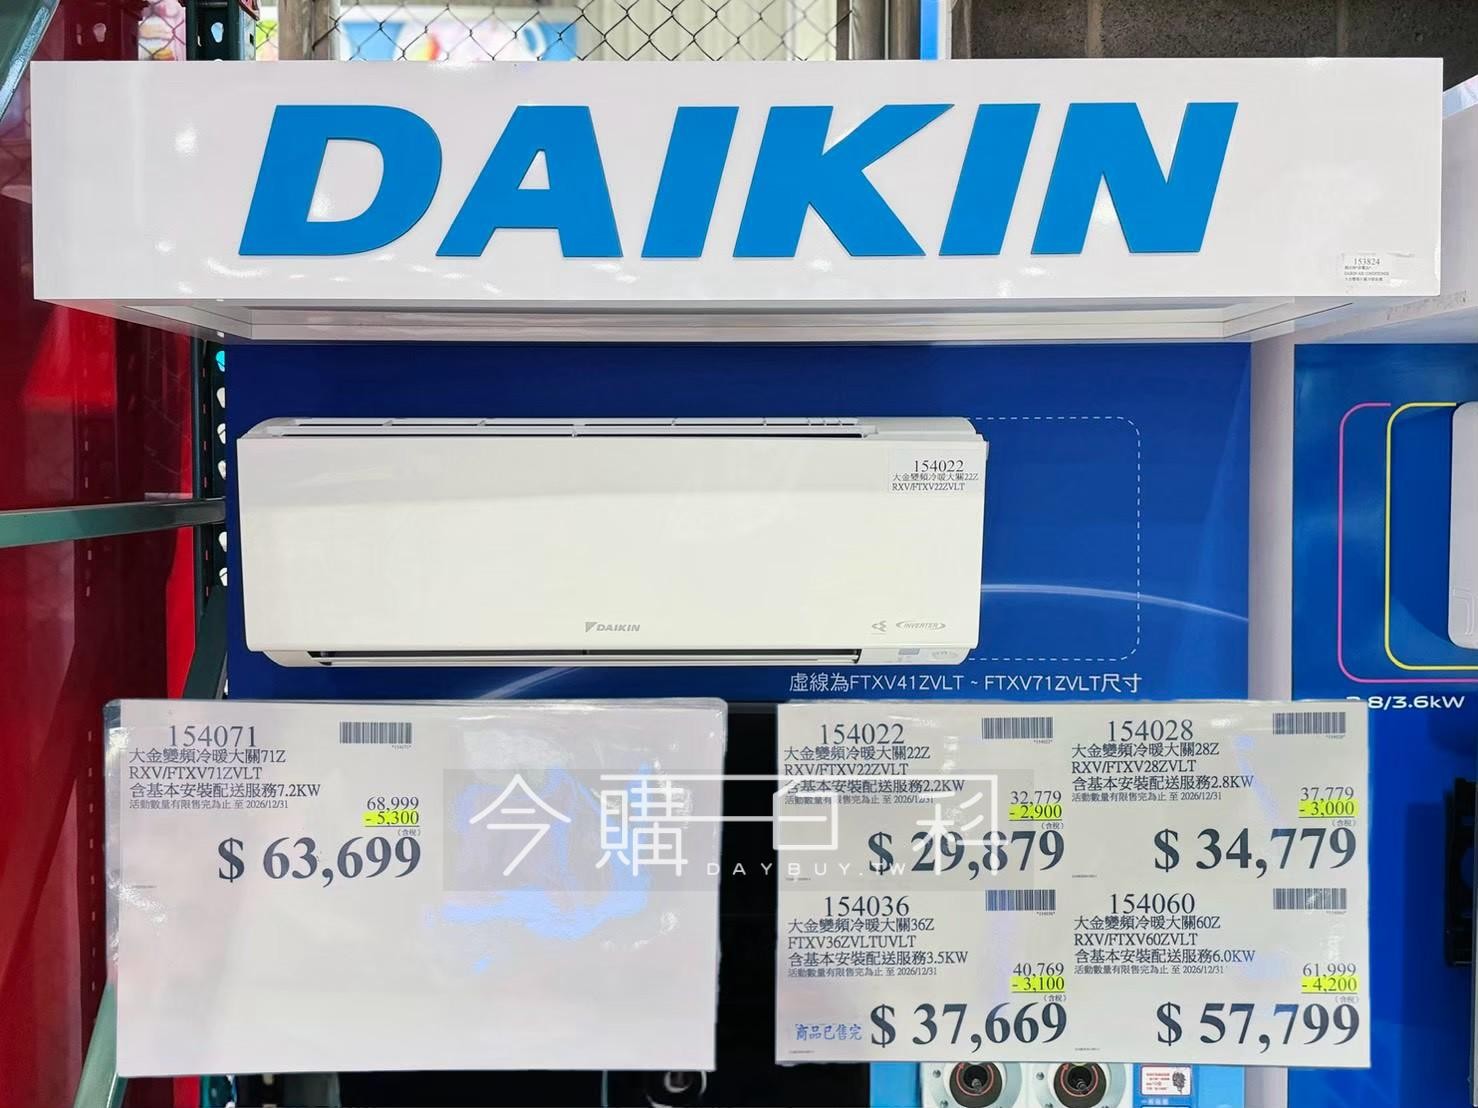 DAIKIN
153824
DAIKIN AIR CONDITIONER
154022
大金變頻冷暖大關22Z
RXV/FTXV22ZVLT
DAIKIN
INVERTER
虛線為FTXV41ZVLT ~ FTXV71ZVLT尺寸
8/3.6kW
154071
大金變頻冷暖大關71Z
RXV/FTXV71ZVLT
含基本安裝配送服務7.2KW
活動數量有限售完為止 至 2026/12/31
68,999
- 5,300
(含稅)
$ 63,699
154022
大金變頻冷暖大關22Z
RXV/FTXV22ZVLT
含基本安裝配送服務2.2KW
活動數量有限售完為止 至 2026/12/31
32,779
- 2,900
(含稅)
$ 29,879
154028
大金變頻冷暖大關28Z
RXV/FTXV28ZVLT
含基本安裝配送服務2.8KW
活動數量有限售完為止 至 2026/12/31
37,779
- 3,000
(含稅)
$ 34,779
154036
大金變頻冷暖大關36Z
FTXV36ZVLTUVLT
含基本安裝配送服務3.5KW
活動數量有限售完為止 至 2026/12/31
40,769
- 3,100
(含稅)
商品已售完
$ 37,669
154060
大金變頻冷暖大關60Z
RXV/FTXV60ZVLT
含基本安裝配送服務6.0KW
活動數量有限售完為止 至 2026/12/31
61,999
- 4,200
(含稅)
$ 57,799
今購百科
DAYBUY.TW